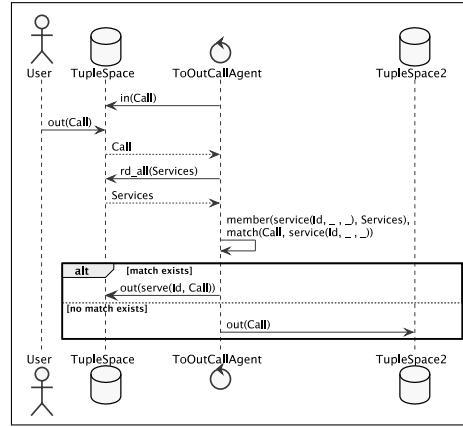 User TupleSpace ToOutCallAgent TupleSpace2
in(Call)
out(Call)
Call
rd_all(Services)
Services
member(service(Id, _ , _), Services),
match(Call, service(Id, _ , _))
alt [match exists]
out(serve(Id, Call))
[no match exists]
out(Call)
User TupleSpace ToOutCallAgent TupleSpace2